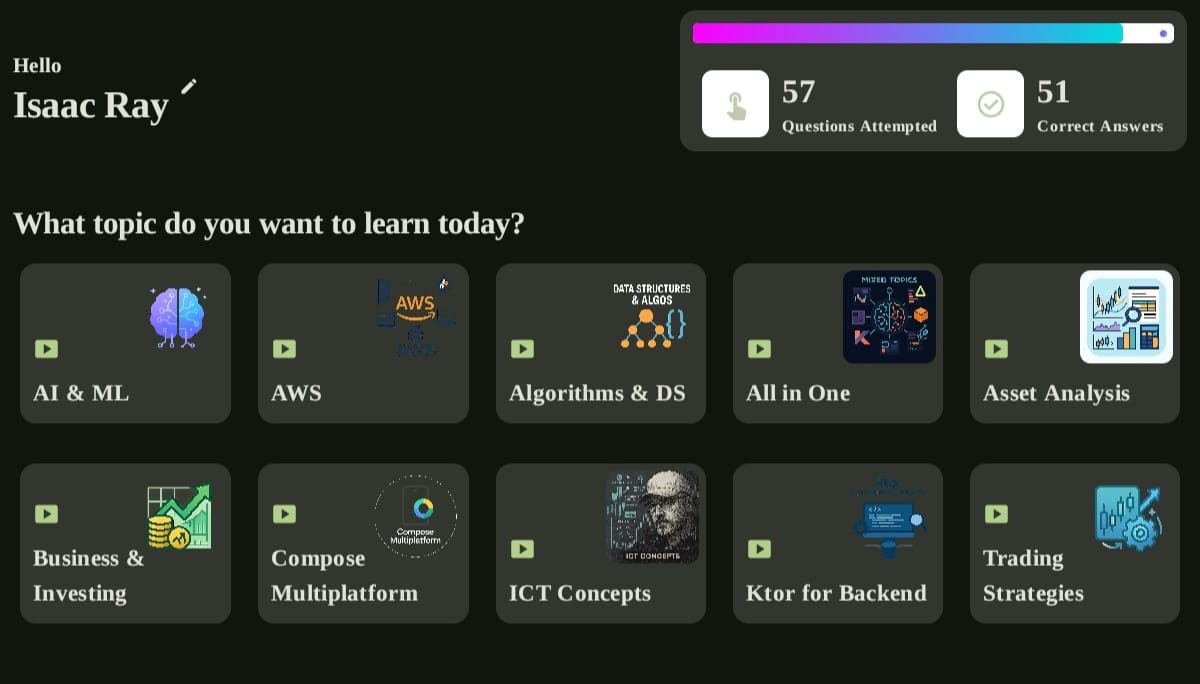 Hello
Isaac Ray
57
Questions Attempted
51
Correct Answers
What topic do you want to learn today?
AI & ML
AWS
AWS
DATA STRUCTURES
& ALGOS
{}
Algorithms & DS
MIXED TOPICS
All in One
Asset Analysis
Business &
Investing
Compose
Multiplatform
Compose
Multiplatform
ICT CONCEPTS
ICT Concepts
</>
Ktor for Backend
Trading
Strategies